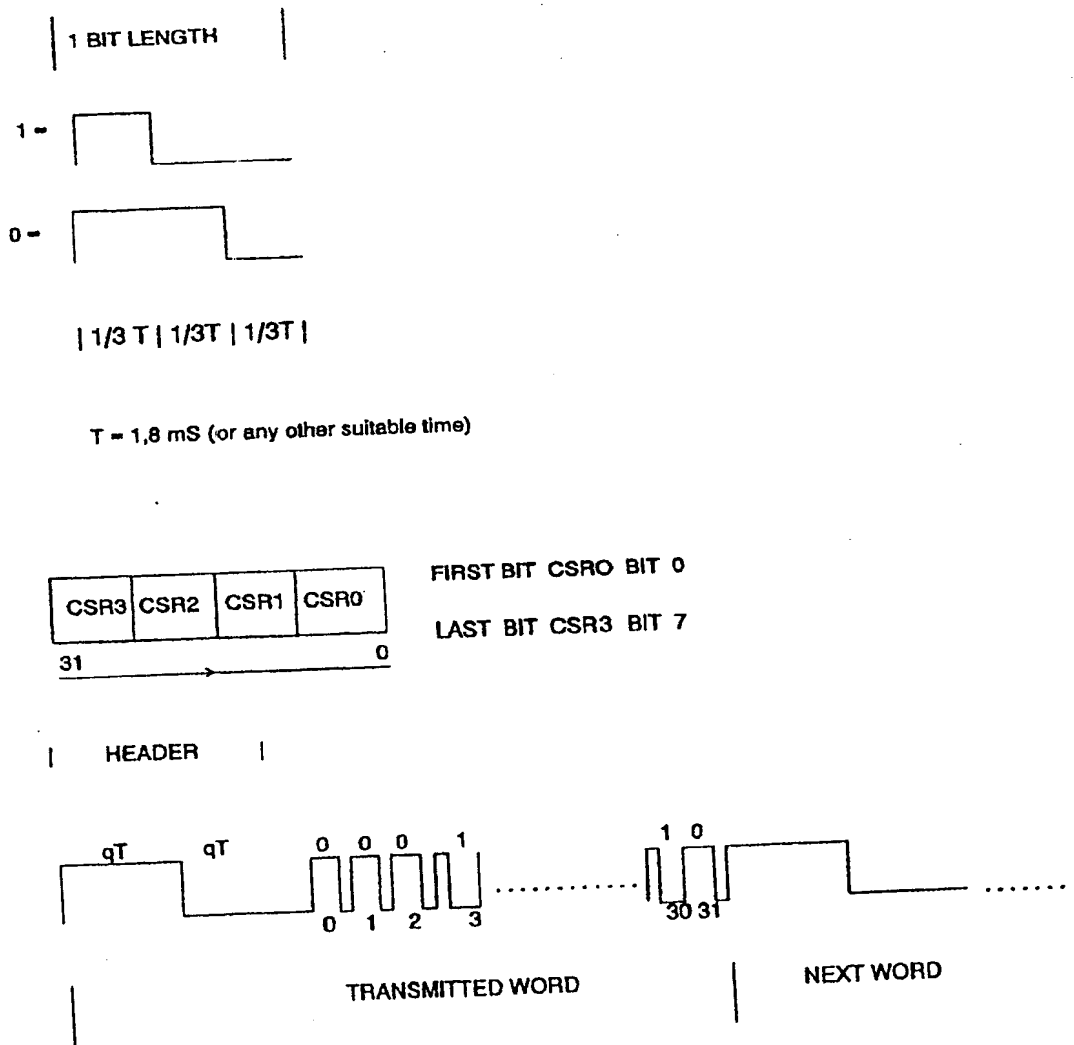 1 BIT LENGTH
1 =
0 =
| 1/3 T | 1/3T | 1/3T |
T = 1,8 mS (or any other suitable time)
CSR3 CSR2 CSR1 CSR0
31 0
FIRST BIT CSRO BIT 0
LAST BIT CSR3 BIT 7
| HEADER |
qT qT 0 0 0 1 1 0
0 1 2 3 30 31
TRANSMITTED WORD NEXT WORD